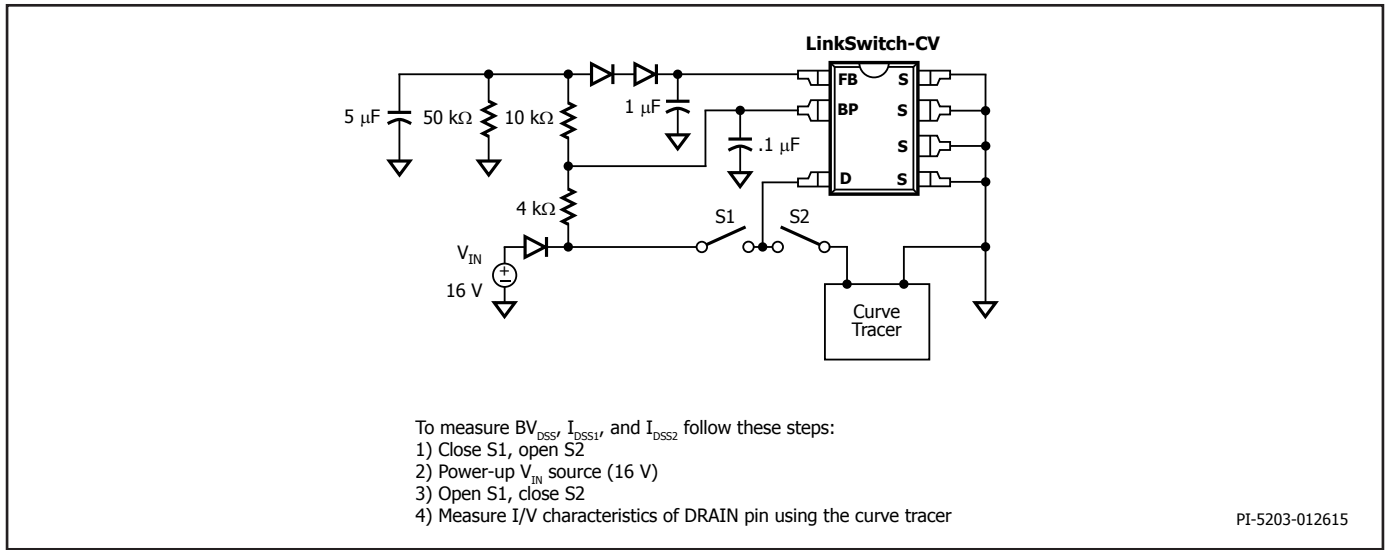 LinkSwitch-CV
FB S
BP S
S
D S
5 µF
50 kΩ
10 kΩ
1 µF
.1 µF
4 kΩ
S1
S2
V_IN
16 V
+
−
Curve
Tracer
To measure BV_DSS, I_DSS1, and I_DSS2 follow these steps:
1) Close S1, open S2
2) Power-up V_IN source (16 V)
3) Open S1, close S2
4) Measure I/V characteristics of DRAIN pin using the curve tracer
PI-5203-012615